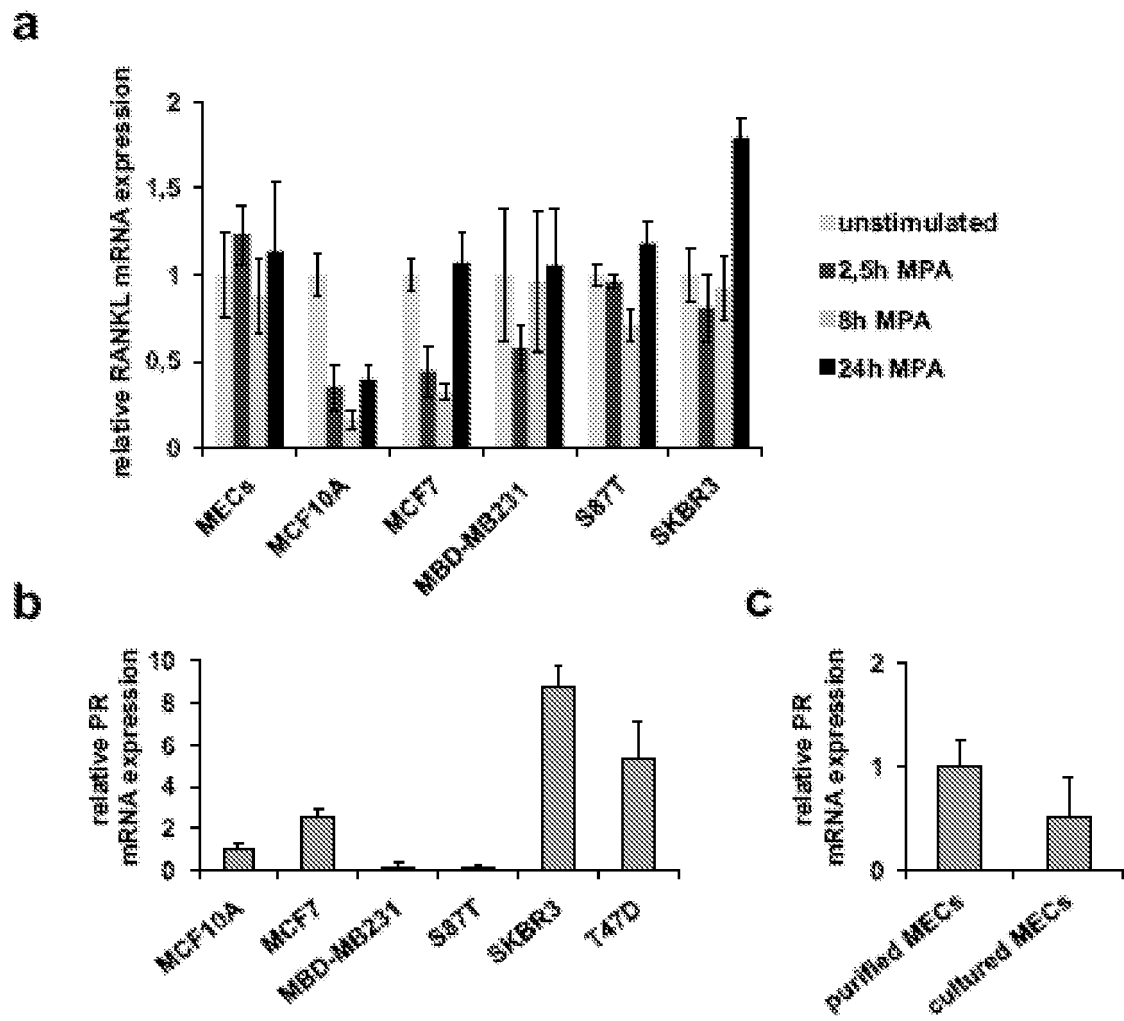 a
relative RANKL mRNA expression
2
1,5
1
0,5
0
MECs
MCF10A
MCF7
MBD-MB231
S87T
SKBR3
unstimulated
2,5h MPA
8h MPA
24h MPA
b
relative PR
mRNA expression
10
8
6
4
2
0
MCF10A
MCF7
MBD-MB231
S87T
SKBR3
T47D
c
relative PR
mRNA expression
2
1
0
purified MECs
cultured MECs